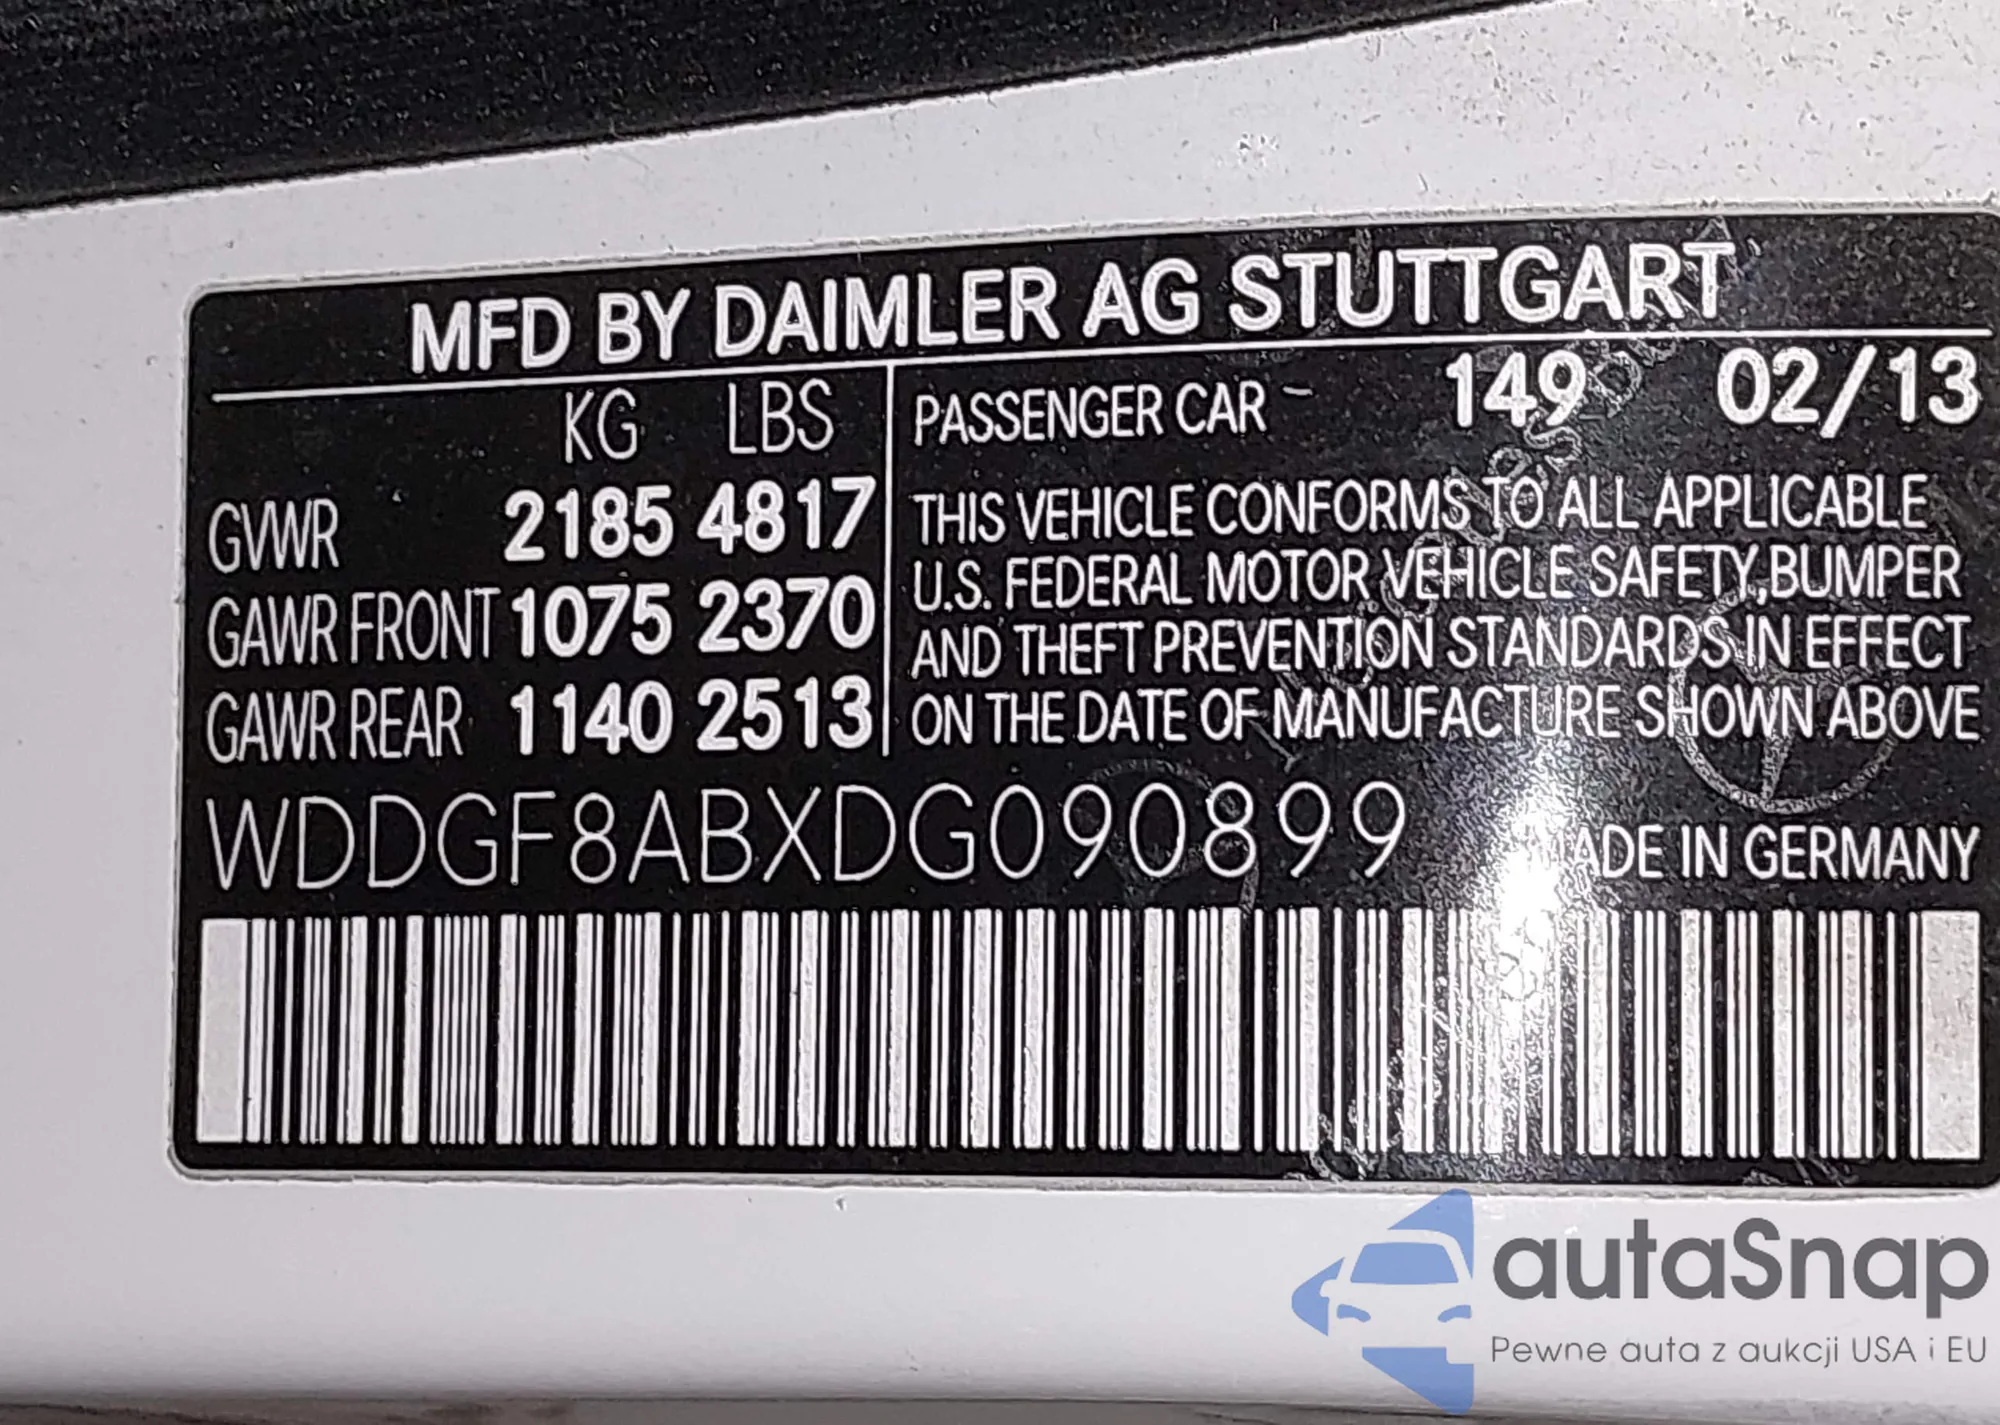 MFD BY DAIMLER AG STUTTGART
KG LBS
GVWR 2185 4817
GAWR FRONT 1075 2370
GAWR REAR 1140 2513
PASSENGER CAR - 149 02/13
THIS VEHICLE CONFORMS TO ALL APPLICABLE
U.S. FEDERAL MOTOR VEHICLE SAFETY, BUMPER
AND THEFT PREVENTION STANDARDS IN EFFECT
ON THE DATE OF MANUFACTURE SHOWN ABOVE
WDDGF8ABXDG090899
MADE IN GERMANY
autaSnap
Pewne auta z aukcji USA i EU